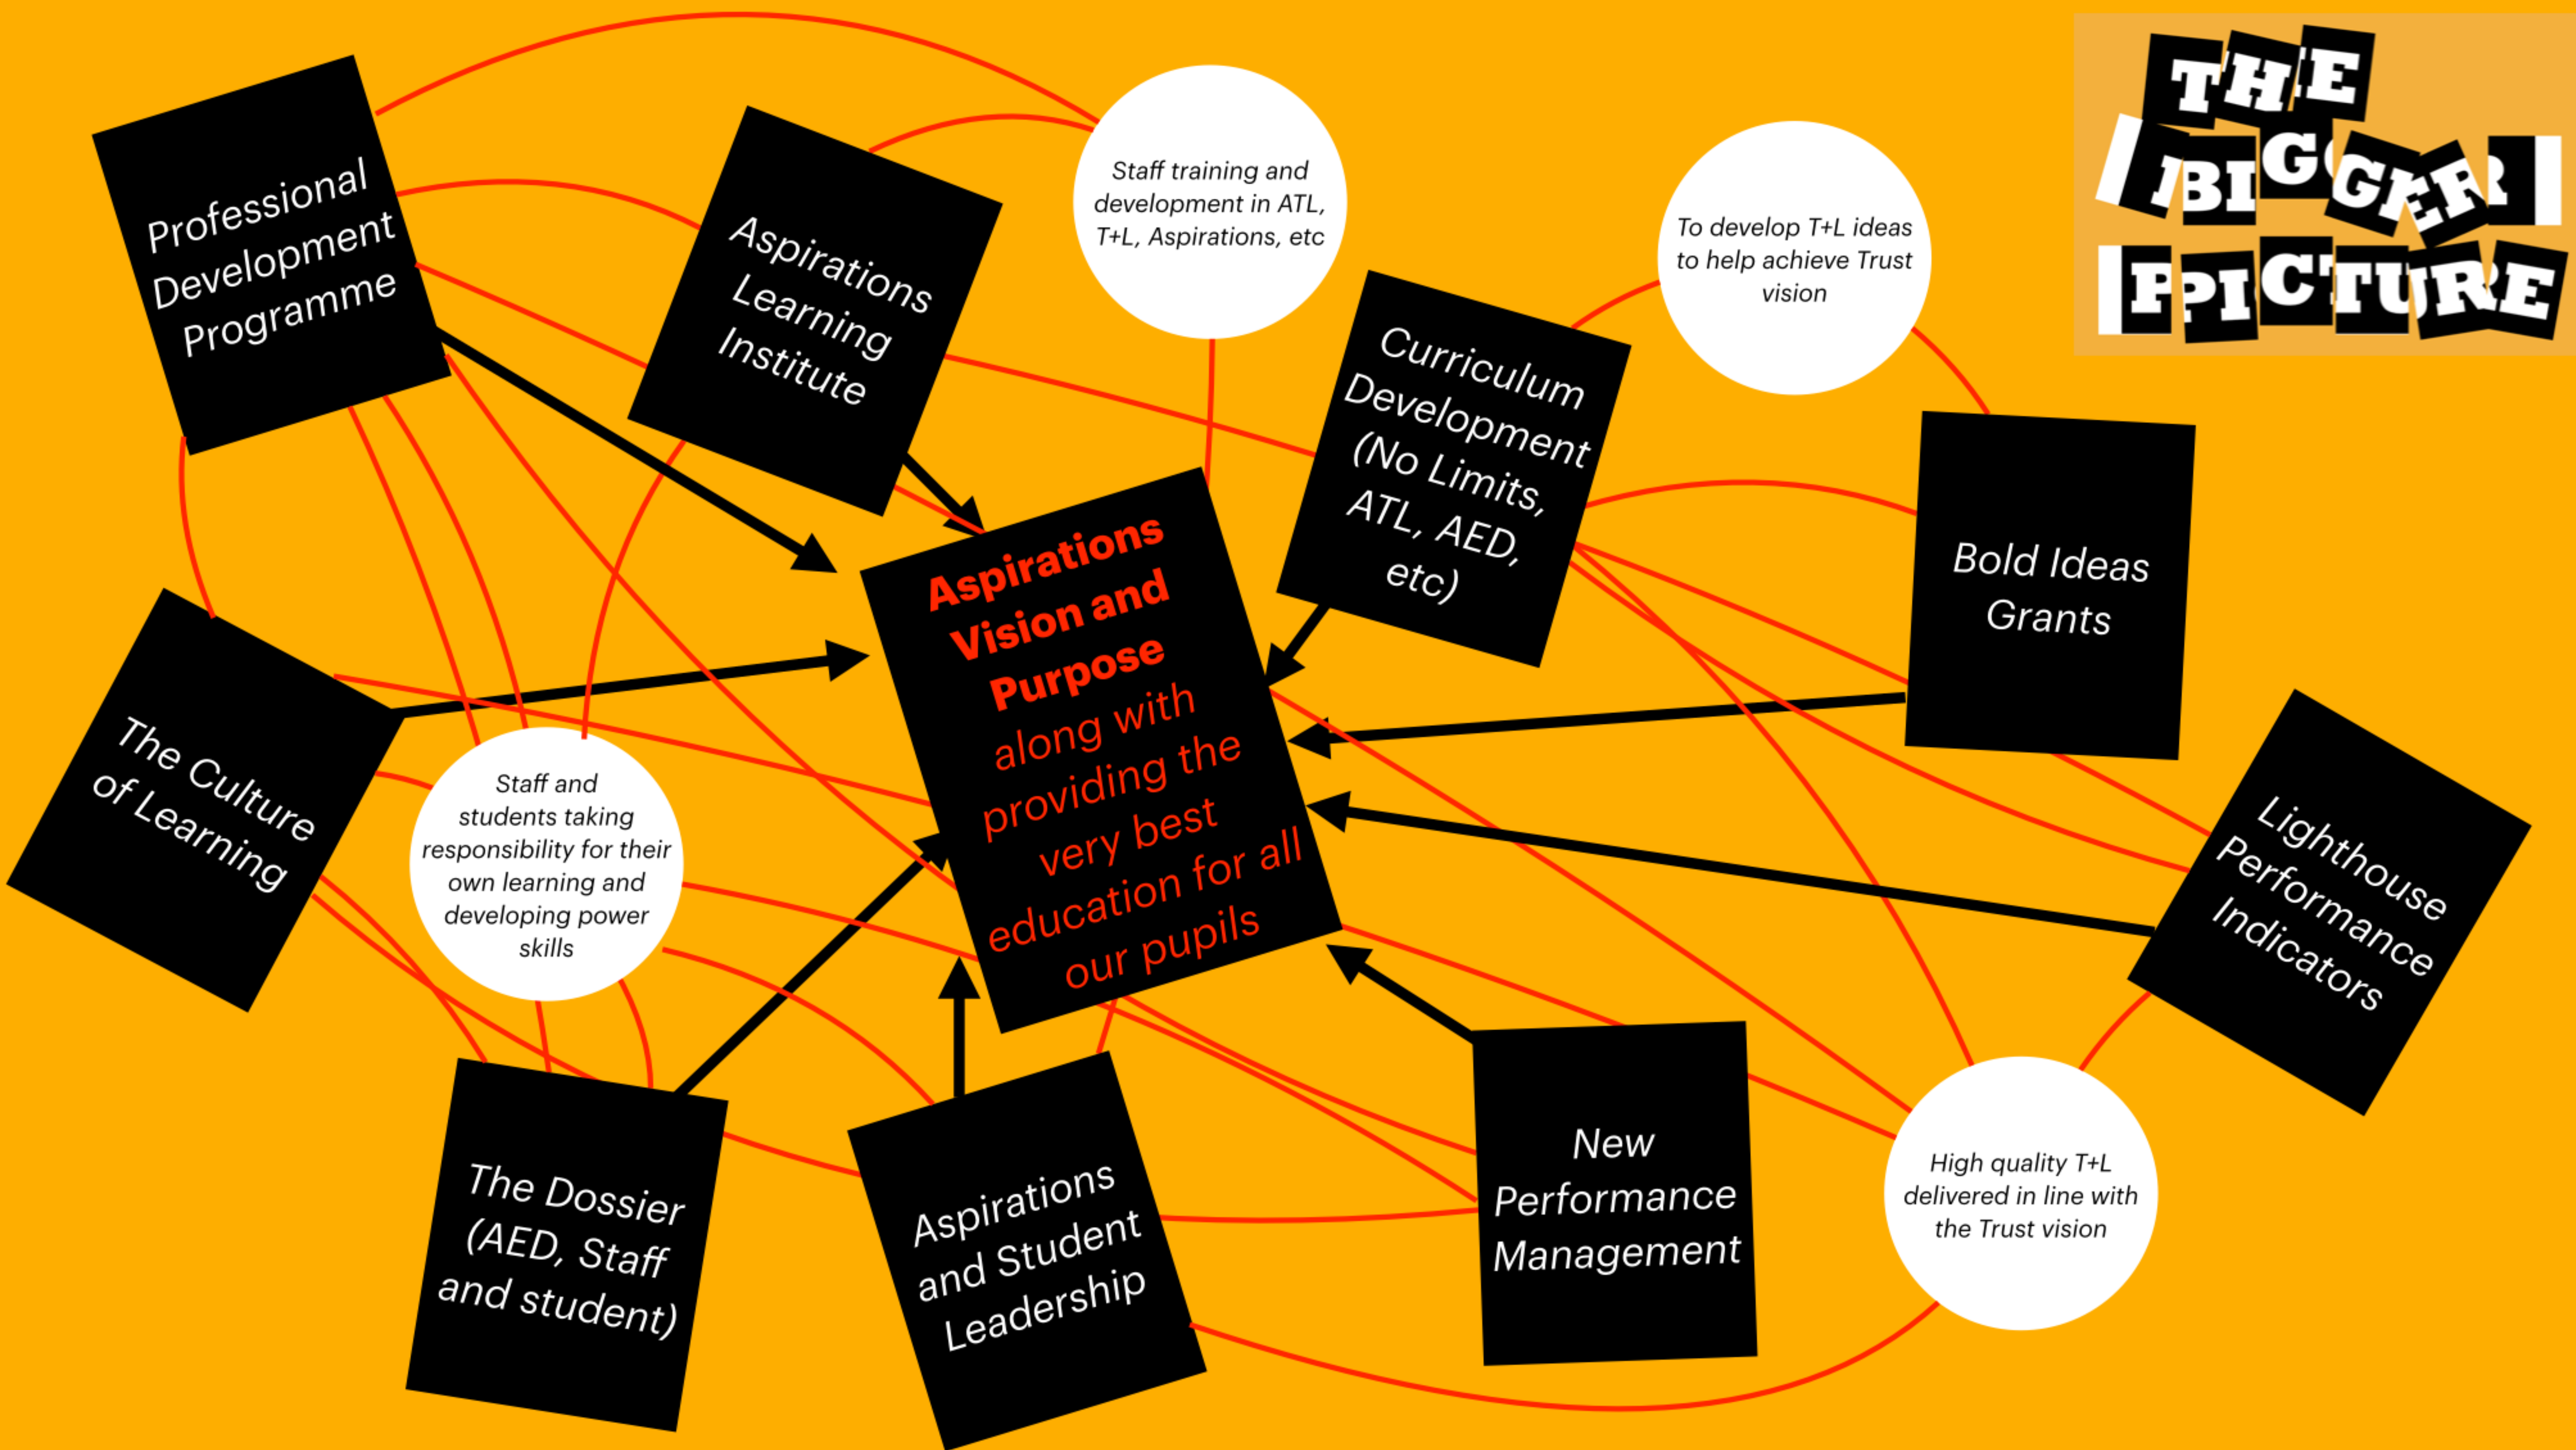 THE
BIGGER
PICTURE
Professional
Development
Programme
Aspirations
Learning
Institute
Staff training and
development in ATL,
T+L, Aspirations, etc
To develop T+L ideas
to help achieve Trust
vision
Curriculum
Development
(No Limits,
ATL, AED,
etc)
Bold Ideas
Grants
Aspirations
Vision and
Purpose
along with
providing the
very best
education for all
our pupils
The Culture
of Learning
Staff and
students taking
responsibility for their
own learning and
developing power
skills
Lighthouse
Performance
Indicators
The Dossier
(AED, Staff
and student)
Aspirations
and Student
Leadership
New
Performance
Management
High quality T+L
delivered in line with
the Trust vision